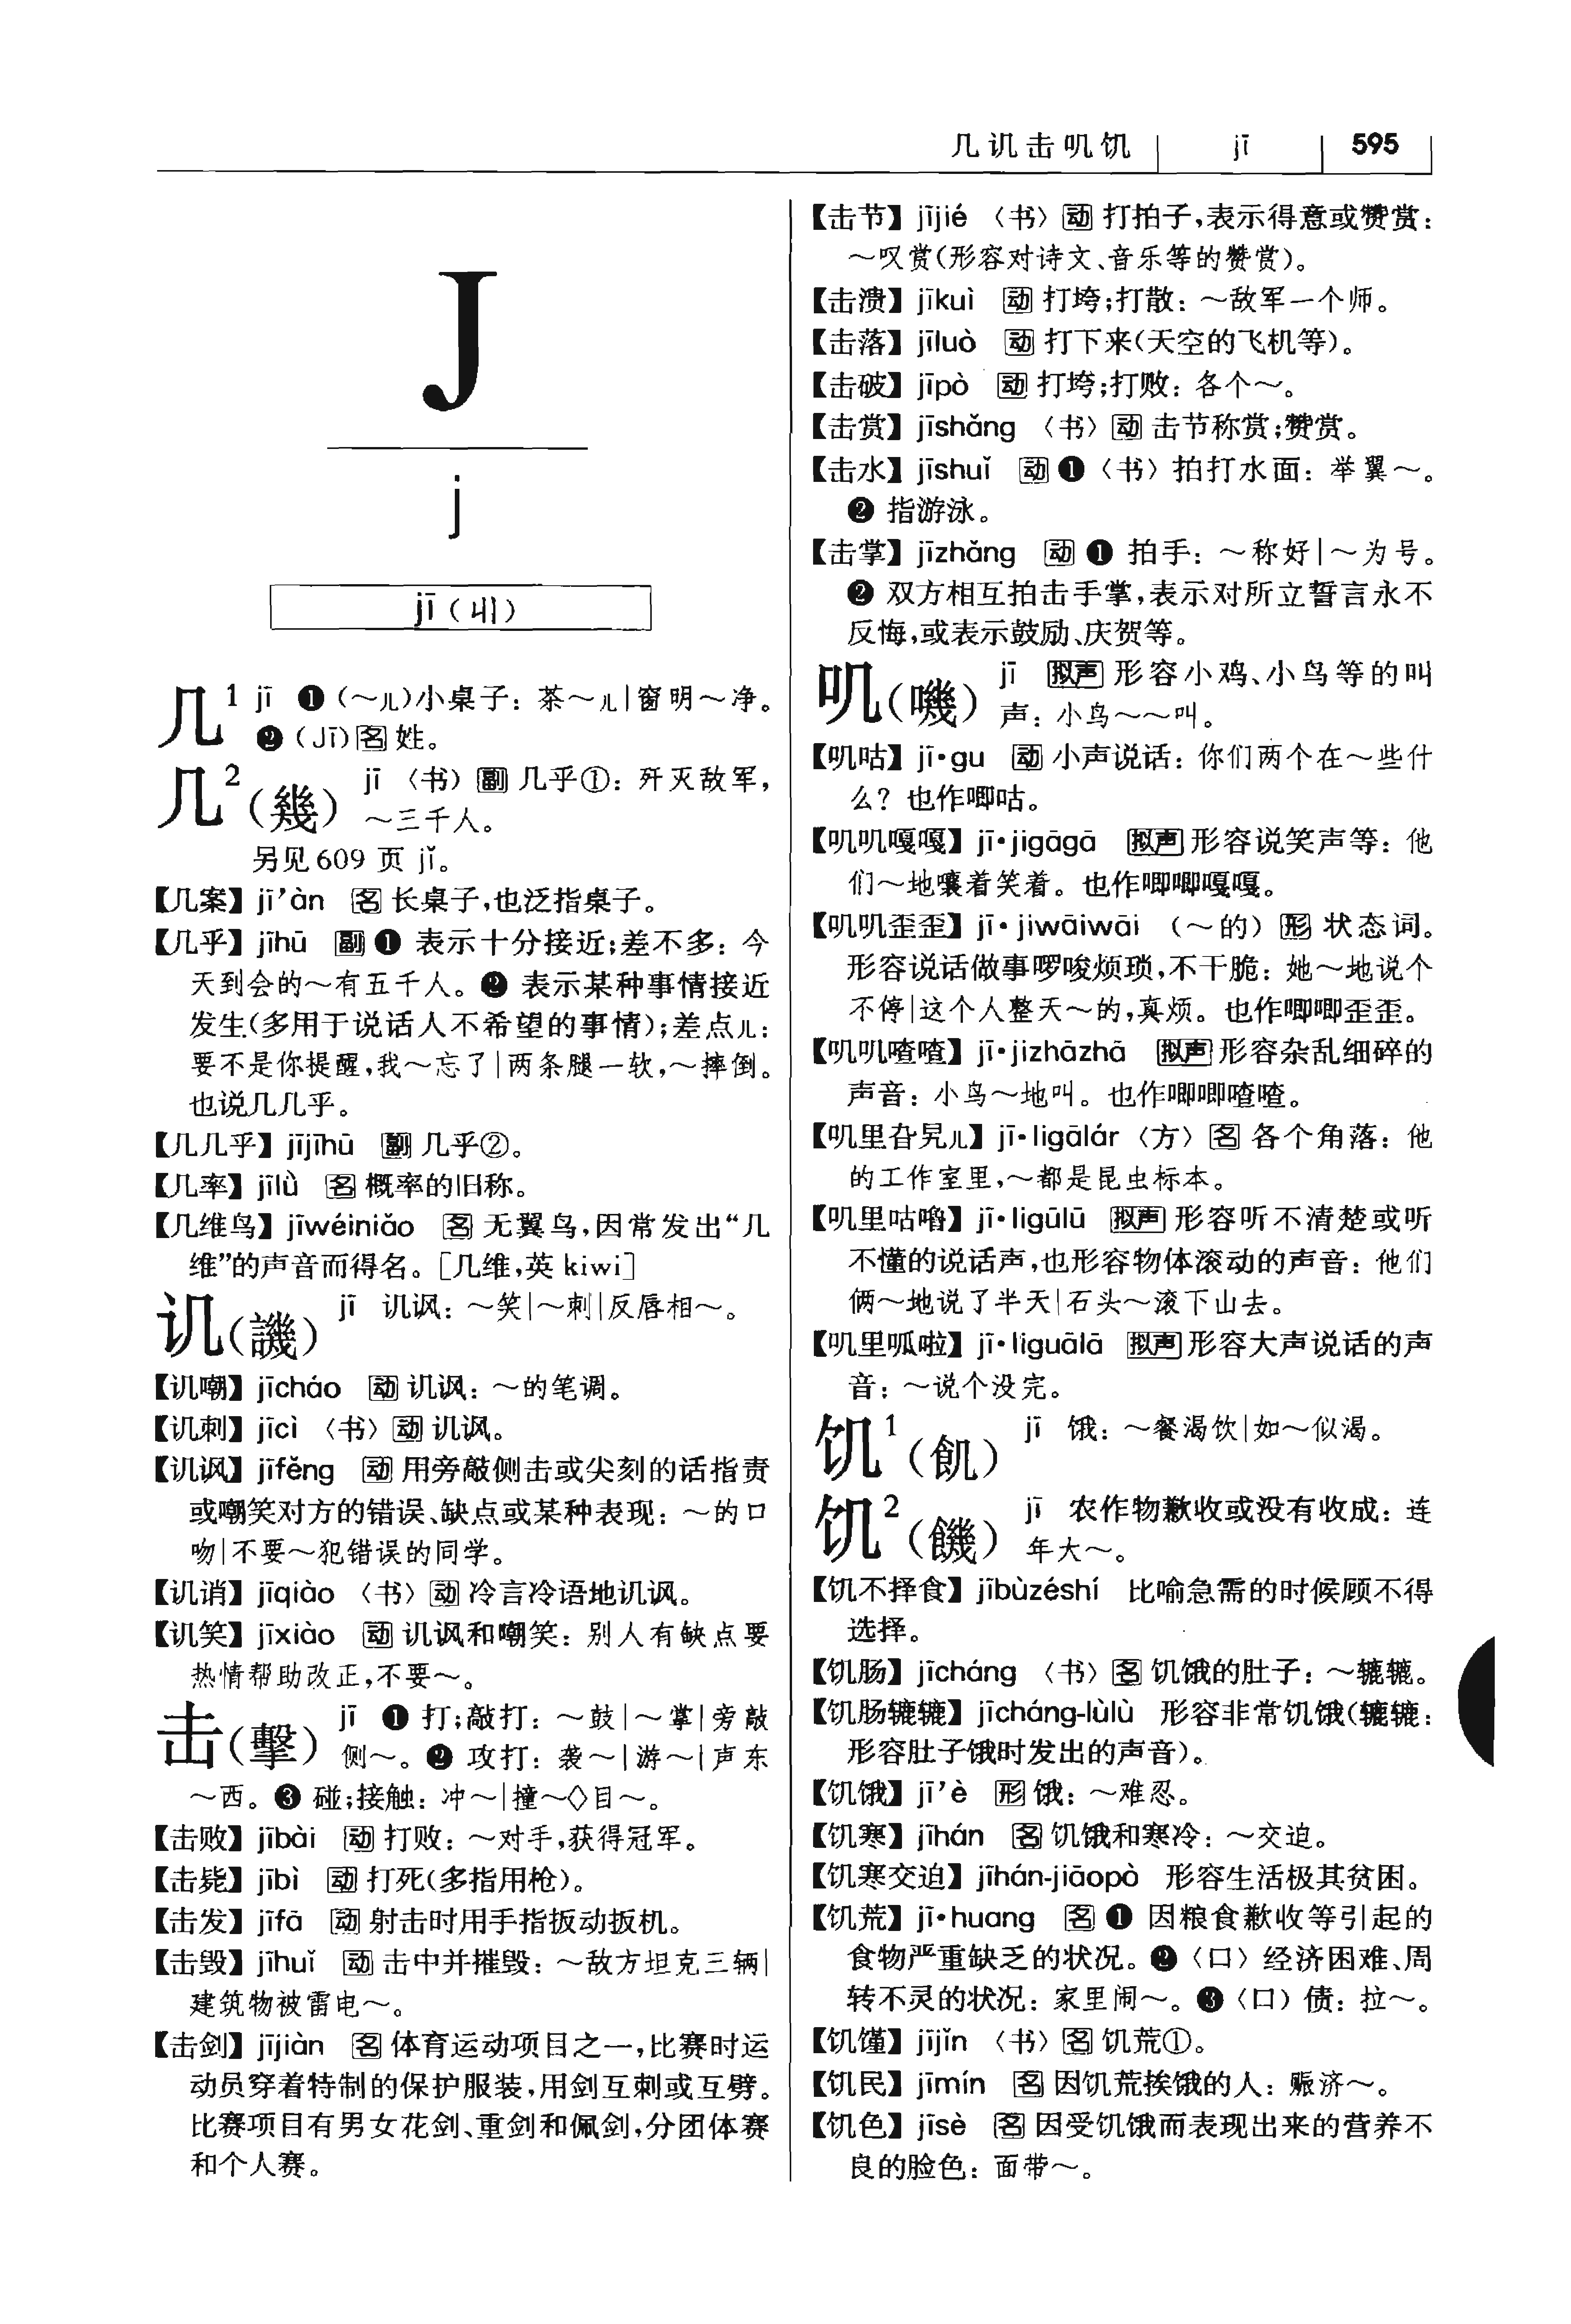 几讥击叽饥 jī 595
J
j
jī (ㄐㄧ)
几1 jī ❶ (～儿)小桌子：茶～儿|窗明～净。
❷ (Jī) 名 姓。
几2(幾) jī 〈书〉 副 几乎①：歼灭敌军，
～三千人。
另见 609 页 jǐ。
【几案】 jī’àn 名 长桌子，也泛指桌子。
【几乎】 jīhū 副 ❶ 表示十分接近；差不多：今
天到会的～有五千人。❷ 表示某种事情接近
发生(多用于说话人不希望的事情)；差点儿：
要不是你提醒，我～忘了|两条腿一软，～摔倒。
也说几几乎。
【几几乎】 jījīhū 副 几乎②。
【几率】 jīlǜ 名 概率的旧称。
【几维鸟】 jīwéiniǎo 名 无翼鸟，因常发出“几
维”的声音而得名。[几维，英 kiwi]
讥(譏) jī 讥讽：～笑|～刺|反唇相～。
【讥嘲】 jīcháo 动 讥讽：～的笔调。
【讥刺】 jīcì 〈书〉 动 讥讽。
【讥讽】 jīfěng 动 用旁敲侧击或尖刻的话指责
或嘲笑对方的错误、缺点或某种表现：～的口
吻|不要～犯错误的同学。
【讥诮】 jīqiào 〈书〉 动 冷言冷语地讥讽。
【讥笑】 jīxiào 动 讥讽和嘲笑：别人有缺点要
热情帮助改正，不要～。
击(擊) jī ❶ 打；敲打：～鼓|～掌|旁敲
侧～。❷ 攻打：袭～|游～|声东
～西。❸ 碰；接触：冲～|撞～◇目～。
【击败】 jībài 动 打败：～对手，获得冠军。
【击毙】 jībì 动 打死(多指用枪)。
【击发】 jīfā 动 射击时用手指扳动扳机。
【击毁】 jīhuǐ 动 击中并摧毁：～敌方坦克三辆|
建筑物被雷电～。
【击剑】 jījiàn 名 体育运动项目之一，比赛时运
动员穿着特制的保护服装，用剑互刺或互劈。
比赛项目有男女花剑、重剑和佩剑，分团体赛
和个人赛。
【击节】 jījié 〈书〉 动 打拍子，表示得意或赞赏：
～叹赏(形容对诗文、音乐等的赞赏)。
【击溃】 jīkuì 动 打垮；打散：～敌军一个师。
【击落】 jīluò 动 打下来(天空的飞机等)。
【击破】 jīpò 动 打垮；打败：各个～。
【击赏】 jīshǎng 〈书〉 动 击节称赏；赞赏。
【击水】 jīshuǐ 动 ❶〈书〉拍打水面：举翼～。
❷ 指游泳。
【击掌】 jīzhǎng 动 ❶ 拍手：～称好|～为号。
❷ 双方相互拍击手掌，表示对所立誓言永不
反悔，或表示鼓励、庆贺等。
叽(嘰) jī 拟声 形容小鸡、小鸟等的叫
声：小鸟～～叫。
【叽咕】 jī·gu 动 小声说话：你们两个在～些什
么？也作唧咕。
【叽叽嘎嘎】 jī·jigāgā 拟声 形容说笑声等：他
们～地嚷着笑着。也作唧唧嘎嘎。
【叽叽歪歪】 jī·jiwāiwāi （～的） 形 状态词。
形容说话做事啰唆烦琐，不干脆：她～地说个
不停|这个人整天～的，真烦。也作唧唧歪歪。
【叽叽喳喳】 jī·jizhāzhā 拟声 形容杂乱细碎的
声音：小鸟～地叫。也作唧唧喳喳。
【叽里旮旯儿】 jī·ligālár 〈方〉 名 各个角落：他
的工作室里，～都是昆虫标本。
【叽里咕噜】 jī·ligūlū 拟声 形容听不清楚或听
不懂的说话声，也形容物体滚动的声音：他们
俩～地说了半天|石头～滚下山去。
【叽里呱啦】 jī·liguālā 拟声 形容大声说话的声
音：～说个没完。
饥1(飢) jī 饿：～餐渴饮|如～似渴。
饥2(饑) jī 农作物歉收或没有收成：连
年大～。
【饥不择食】 jībùzéshí 比喻急需的时候顾不得
选择。
【饥肠】 jīcháng 〈书〉 名 饥饿的肚子：～辘辘。
【饥肠辘辘】 jīcháng-lùlù 形容非常饥饿(辘辘：
形容肚子饿时发出的声音)。
【饥饿】 jī’è 形 饿：～难忍。
【饥寒】 jīhán 名 饥饿和寒冷：～交迫。
【饥寒交迫】 jīhán-jiāopò 形容生活极其贫困。
【饥荒】 jī·huang 名 ❶ 因粮食歉收等引起的
食物严重缺乏的状况。❷〈口〉经济困难、周
转不灵的状况：家里闹～。❸〈口〉债：拉～。
【饥馑】 jījǐn 〈书〉 名 饥荒①。
【饥民】 jīmín 名 因饥荒挨饿的人：赈济～。
【饥色】 jīsè 名 因受饥饿而表现出来的营养不
良的脸色：面带～。